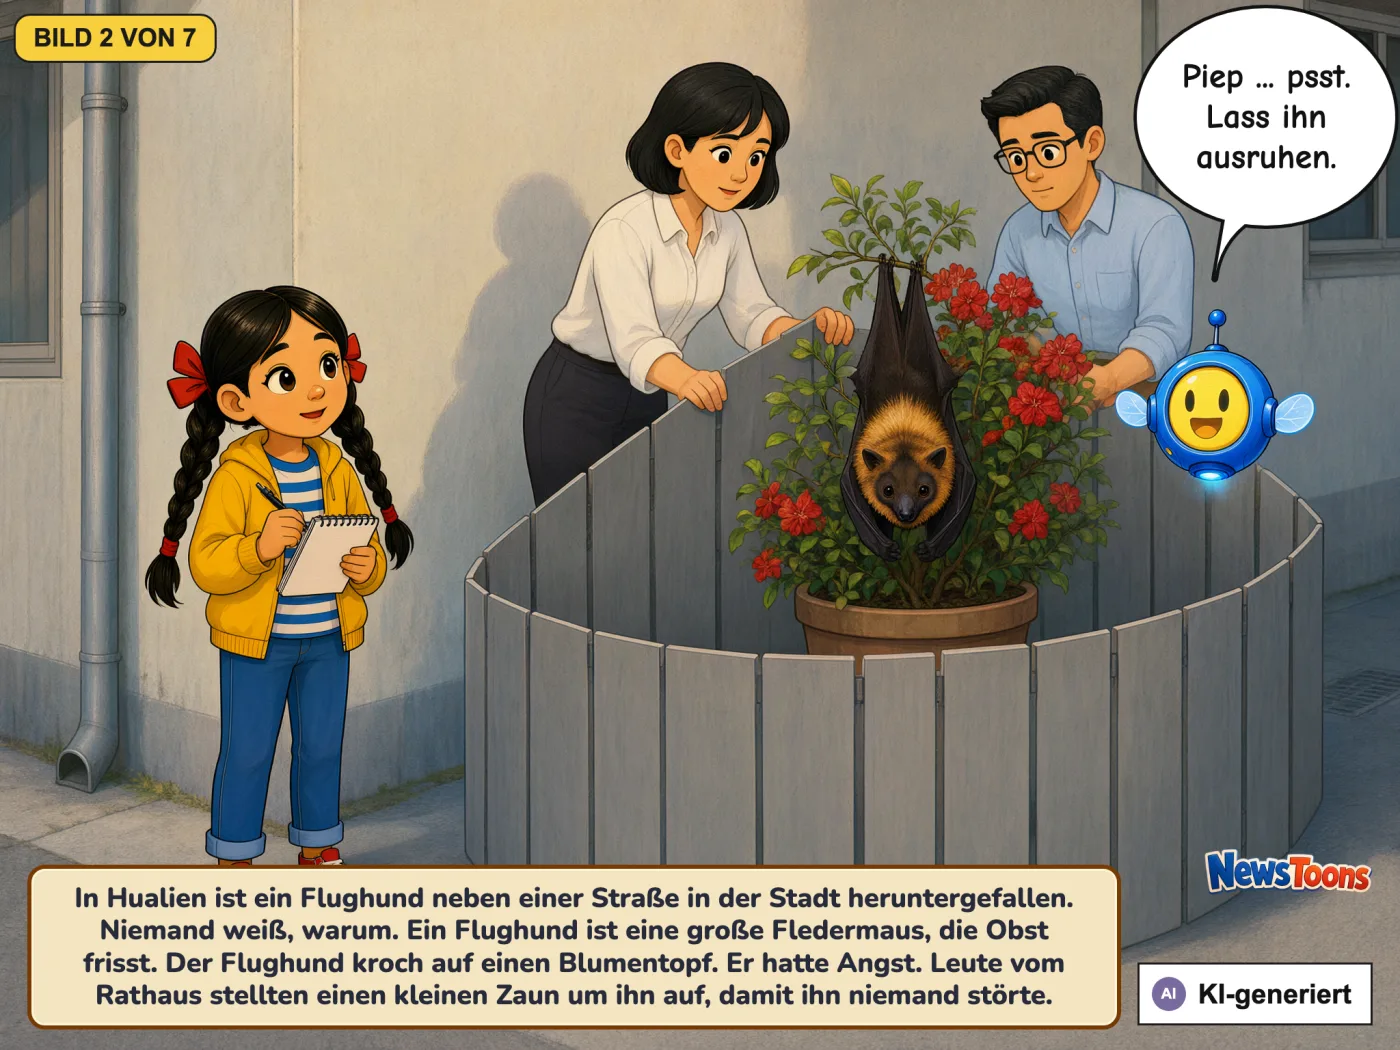 BILD 2 VON 7
Piep ... psst.
Lass ihn
ausruhen.
In Hualien ist ein Flughund neben einer Straße in der Stadt heruntergefallen.
Niemand weiß, warum. Ein Flughund ist eine große Fledermaus, die Obst
frisst. Der Flughund kroch auf einen Blumentopf. Er hatte Angst. Leute vom
Rathaus stellten einen kleinen Zaun um ihn auf, damit ihn niemand störte.
NewsToons
AI KI-generiert